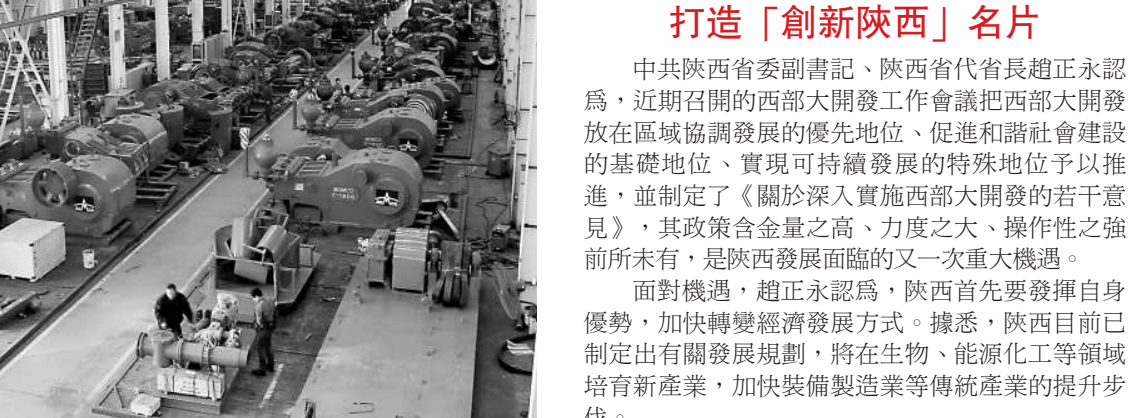 打造「創新陝西」名片
中共陝西省委副書記、陝西省代省長趙正永認
爲，近期召開的西部大開發工作會議把西部大開發
放在區域協調發展的優先地位、促進和諧社會建設
的基礎地位、實現可持續發展的特殊地位予以推
進，並制定了《關於深入實施西部大開發的若干意
見》，其政策含金量之高、力度之大、操作性之強
前所未有，是陝西發展面臨的又一次重大機遇。
面對機遇，趙正永認爲，陝西首先要發揮自身
優勢，加快轉變經濟發展方式。據悉，陝西目前已
制定出有關發展規劃，將在生物、能源化工等領域
培育新產業，加快裝備製造業等傳統產業的提升步
伐。